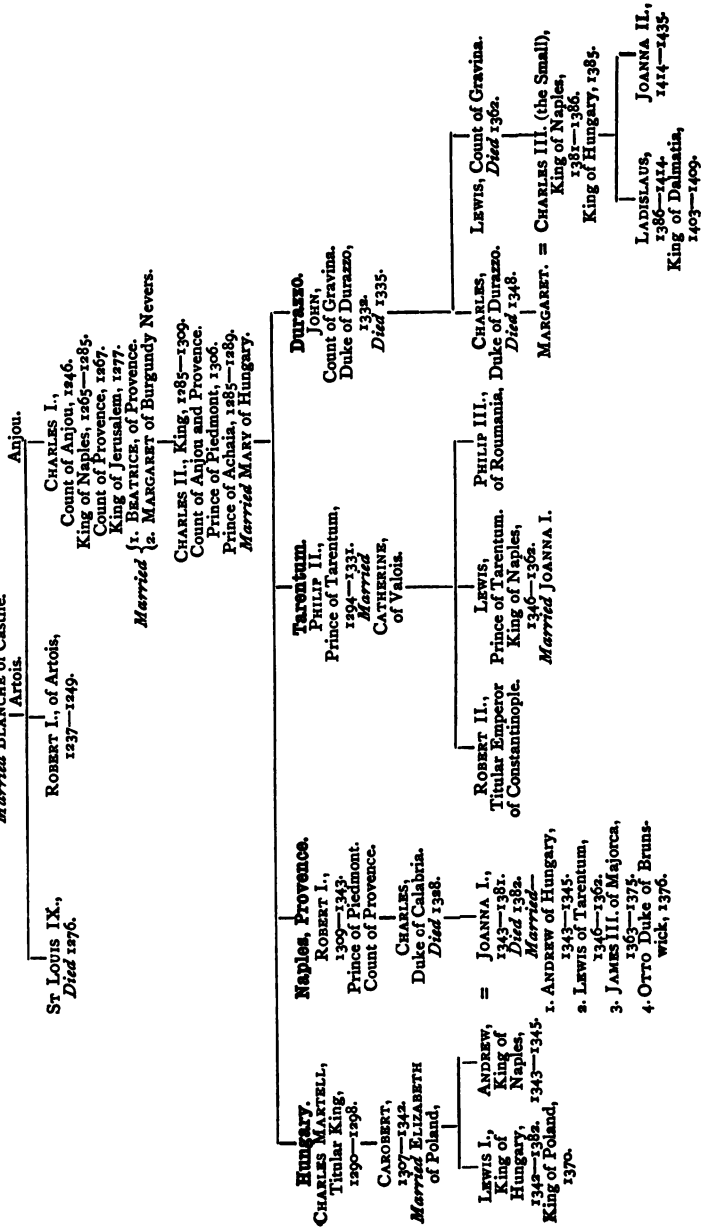 Married BLANCHE of Castile.
Artois.
Anjou.
ST LOUIS IX.,
Died 1276.
ROBERT I., of Artois,
1237—1249.
CHARLES I.,
Count of Anjou, 1246.
King of Naples, 1265—1285.
Count of Provence, 1267.
King of Jerusalem, 1277.
Married { 1. BEATRICE, of Provence.
2. MARGARET of Burgundy Nevers.
CHARLES II., King, 1285—1309.
Count of Anjou and Provence.
Prince of Piedmont, 1306.
Prince of Achaia, 1285—1289.
Married MARY of Hungary.
Hungary.
CHARLES MARTELL,
Titular King,
1290—1298.
CAROBERT,
1307—1342.
Married ELIZABETH
of Poland,
LEWIS I.,
King of
Hungary,
1342—1382.
King of Poland,
1370.
ANDREW,
King of
Naples,
1343—1345.
=
Naples, Provence.
ROBERT I.,
1309—1343.
Prince of Piedmont.
Count of Provence.
CHARLES,
Duke of Calabria.
Died 1328.
JOANNA I.,
1343—1381.
Died 1382.
Married—
1. ANDREW of Hungary,
1343—1345.
2. LEWIS of Tarentum,
1346—1362.
3. JAMES III. of Majorca,
1363—1375.
4. OTTO Duke of Bruns-
wick, 1376.
Tarentum.
PHILIP II.,
Prince of Tarentum,
1294—1331.
Married
CATHERINE,
of Valois.
ROBERT II.,
Titular Emperor
of Constantinople.
LEWIS,
Prince of Tarentum.
King of Naples,
1346—1362.
Married JOANNA I.
PHILIP III.,
of Roumania,
Durazzo.
JOHN,
Count of Gravina.
Duke of Durazzo,
1332.
Died 1335.
CHARLES,
Duke of Durazzo.
Died 1348.
LEWIS, Count of Gravina.
Died 1362.
MARGARET. = CHARLES III. (the Small),
King of Naples,
1381—1386.
King of Hungary, 1385.
LADISLAUS,
1386—1414.
King of Dalmatia,
1403—1409.
JOANNA II.,
1414—1435.